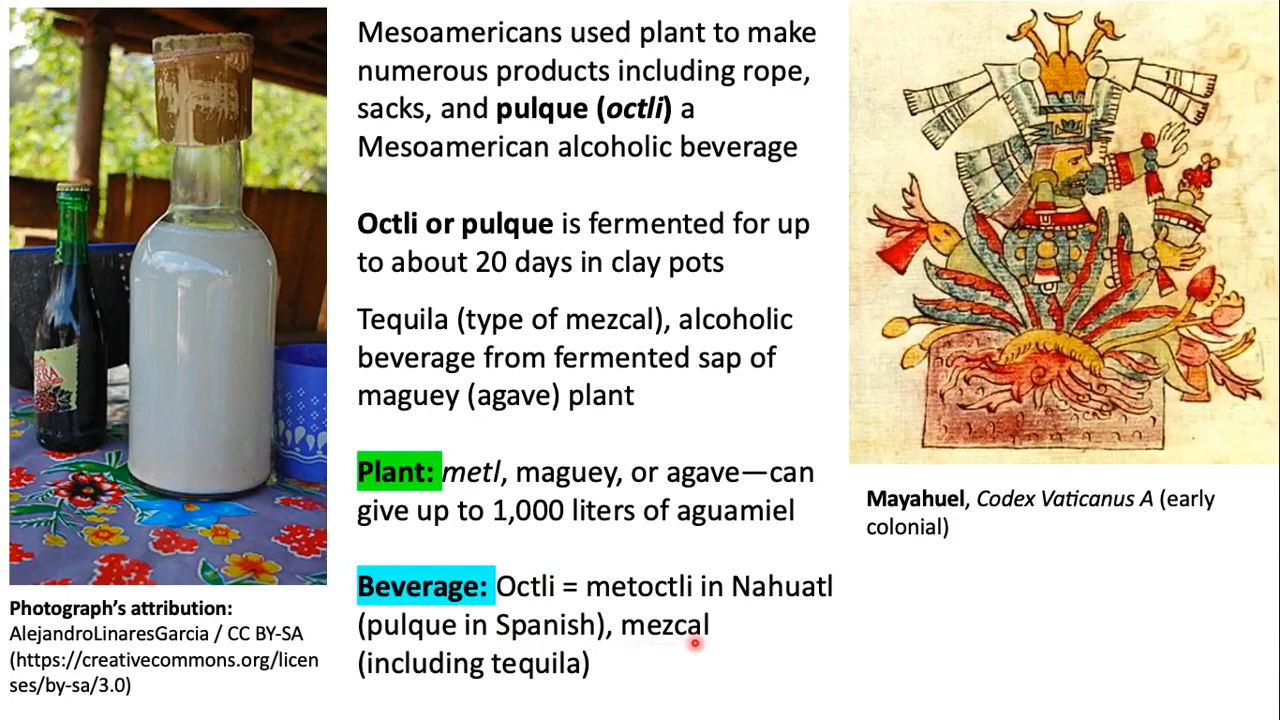 Mesoamericans used plant to make
numerous products including rope,
sacks, and pulque (octli) a
Mesoamerican alcoholic beverage
Octli or pulque is fermented for up
to about 20 days in clay pots
Tequila (type of mezcal), alcoholic
beverage from fermented sap of
maguey (agave) plant
Plant: metl, maguey, or agave—can
give up to 1,000 liters of aguamiel
Beverage: Octli = metoctli in Nahuatl
(pulque in Spanish), mezcal
(including tequila)
Photograph's attribution:
AlejandroLinaresGarcia / CC BY-SA
(https://creativecommons.org/licen
ses/by-sa/3.0)
Mayahuel, Codex Vaticanus A (early
colonial)